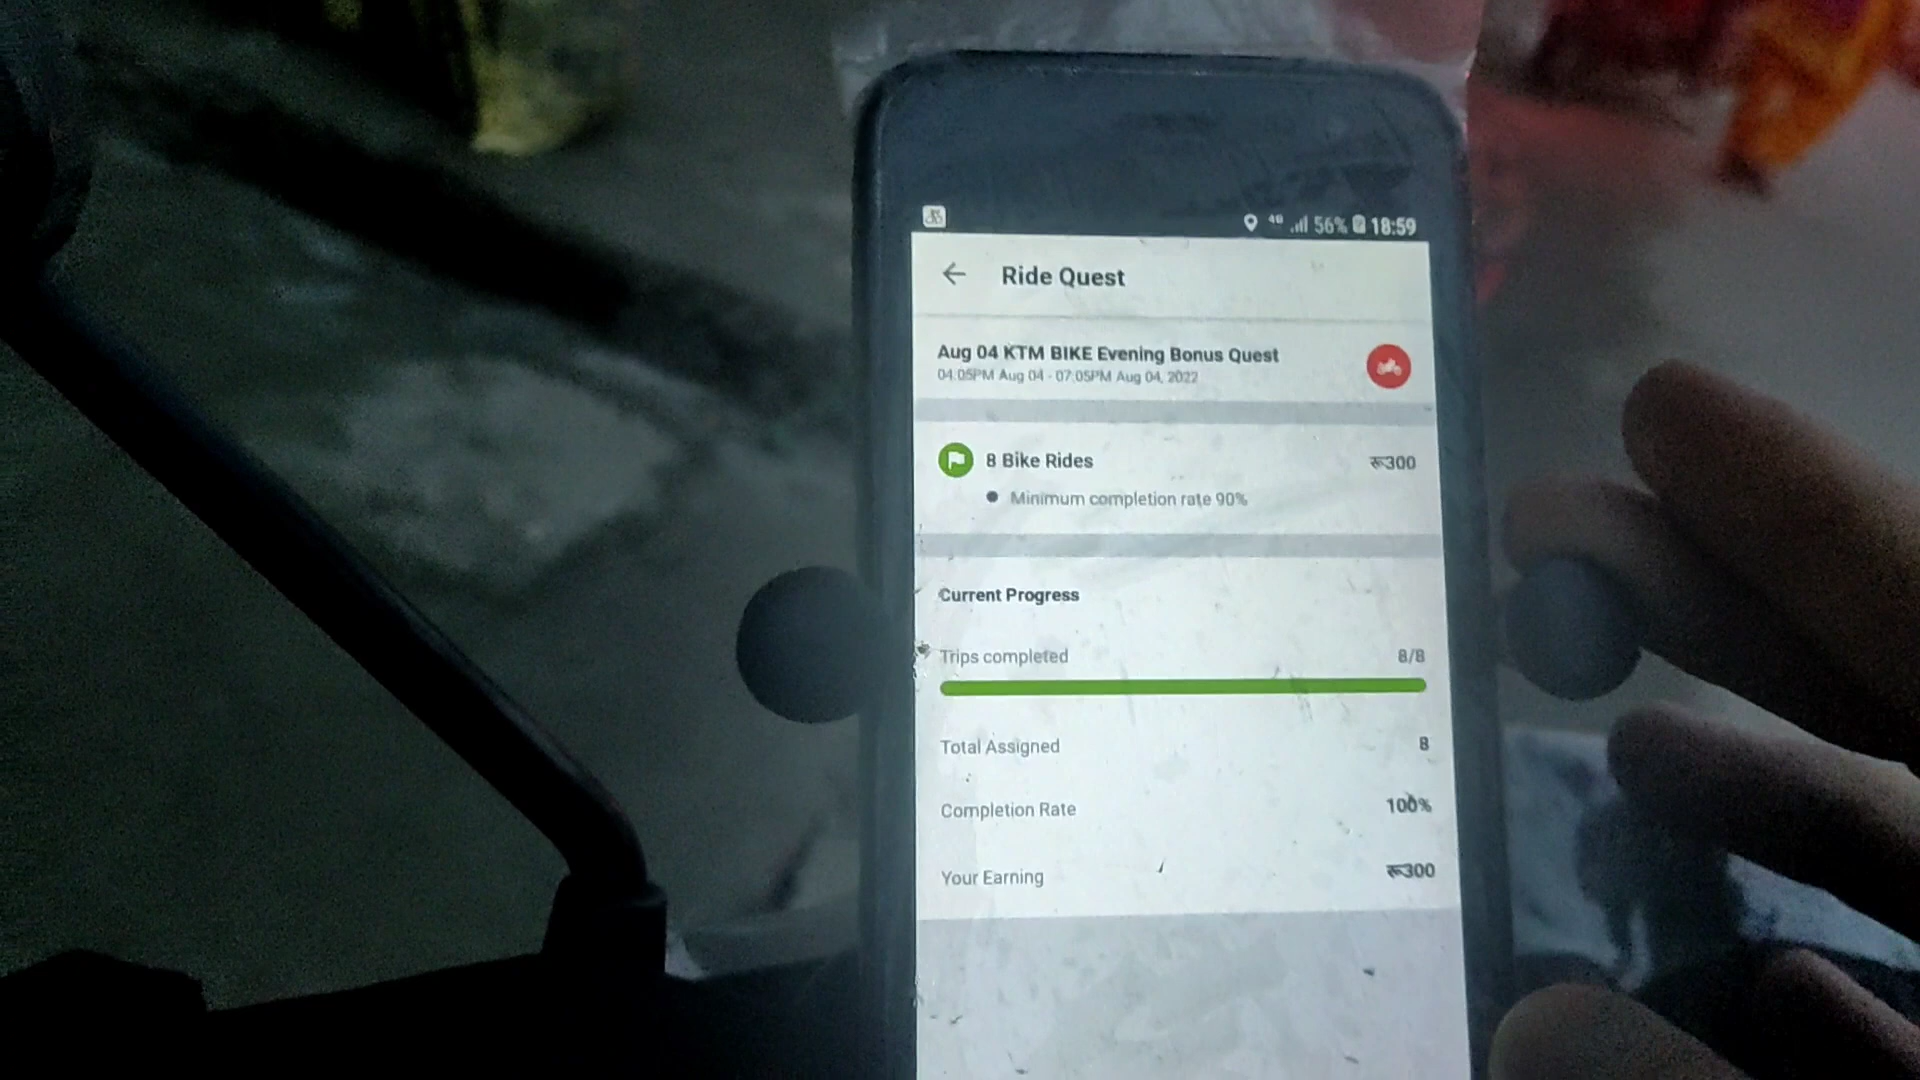 4G 56% 18:59
Ride Quest
Aug 04 KTM BIKE Evening Bonus Quest
04:05PM Aug 04 - 07:05PM Aug 04, 2022
8 Bike Rides रू300
Minimum completion rate 90%
Current Progress
Trips completed 8/8
Total Assigned 8
Completion Rate 100%
Your Earning रू300